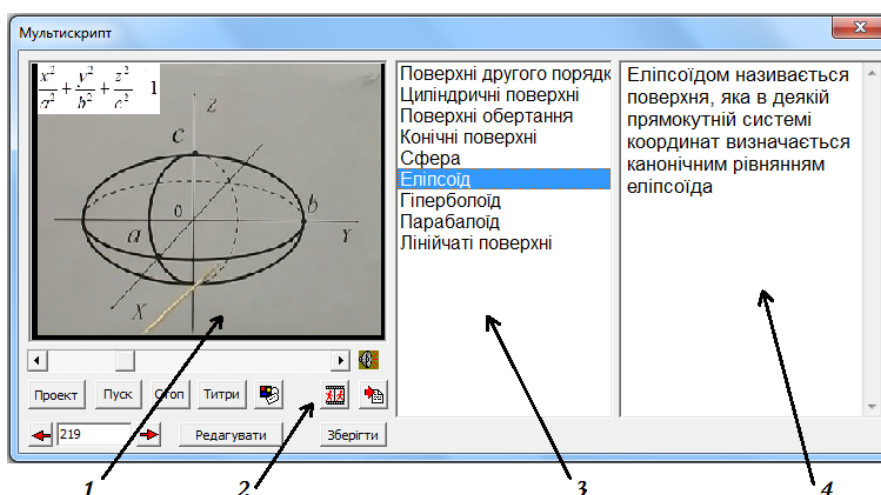 Мультискрипт
x²/a² + y²/b² + z²/c² 1
Z
c
0
b
a
Y
X
Поверхні другого порядк
Циліндричні поверхні
Поверхні обертання
Конічні поверхні
Сфера
Еліпсоїд
Гіперболоїд
Парабалоїд
Лінійчаті поверхні
Еліпсоїдом називається
поверхня, яка в деякій
прямокутній системі
координат визначається
канонічним рівнянням
еліпсоїда
Проект Пуск Стоп Титри
219 Редагувати Зберігти
1 2 3 4